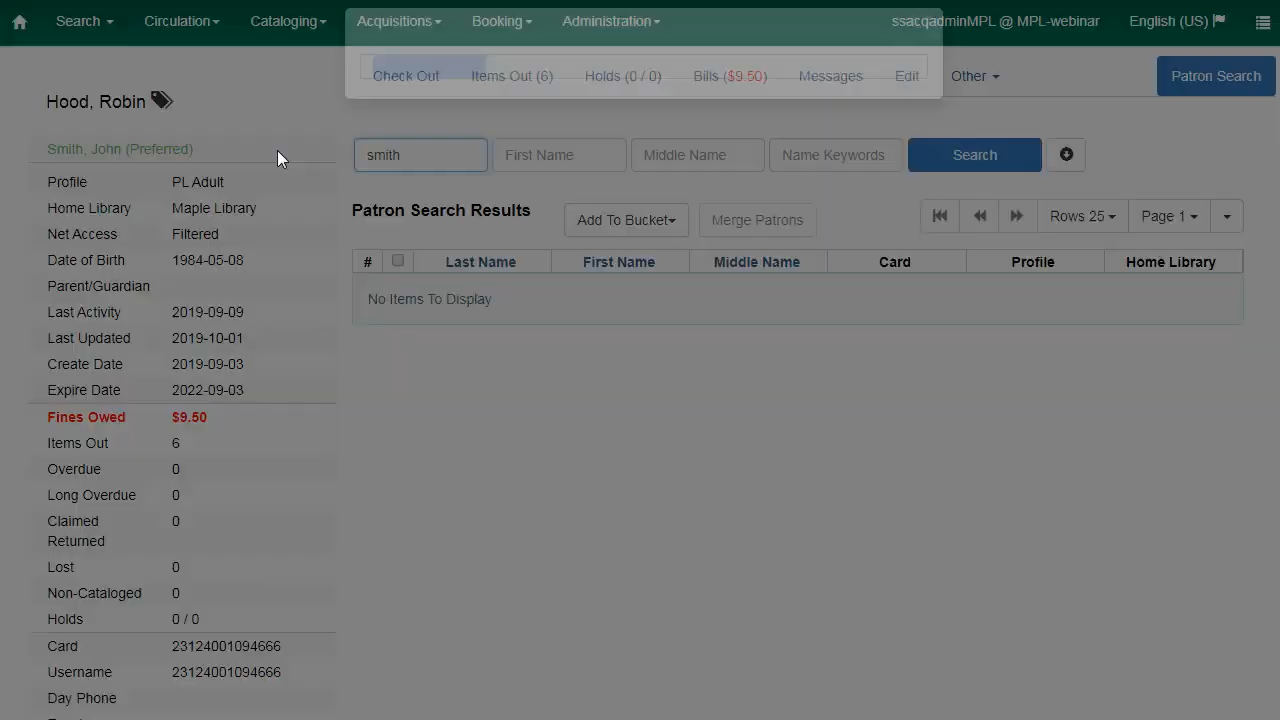 Search Circulation Cataloging Acquisitions Booking Administration ssacqadminMPL @ MPL-webinar English (US)
Check Out Items Out (6) Holds (0 / 0) Bills ($9.50) Messages Edit Other Patron Search
Hood, Robin
Smith, John (Preferred)
smith First Name Middle Name Name Keywords Search
Profile PL Adult
Home Library Maple Library
Net Access Filtered
Date of Birth 1984-05-08
Parent/Guardian
Last Activity 2019-09-09
Last Updated 2019-10-01
Create Date 2019-09-03
Expire Date 2022-09-03
Fines Owed $9.50
Items Out 6
Overdue 0
Long Overdue 0
Claimed Returned 0
Lost 0
Non-Cataloged 0
Holds 0 / 0
Card 23124001094666
Username 23124001094666
Day Phone
Patron Search Results Add To Bucket Merge Patrons Rows 25 Page 1
# Last Name First Name Middle Name Card Profile Home Library
No Items To Display